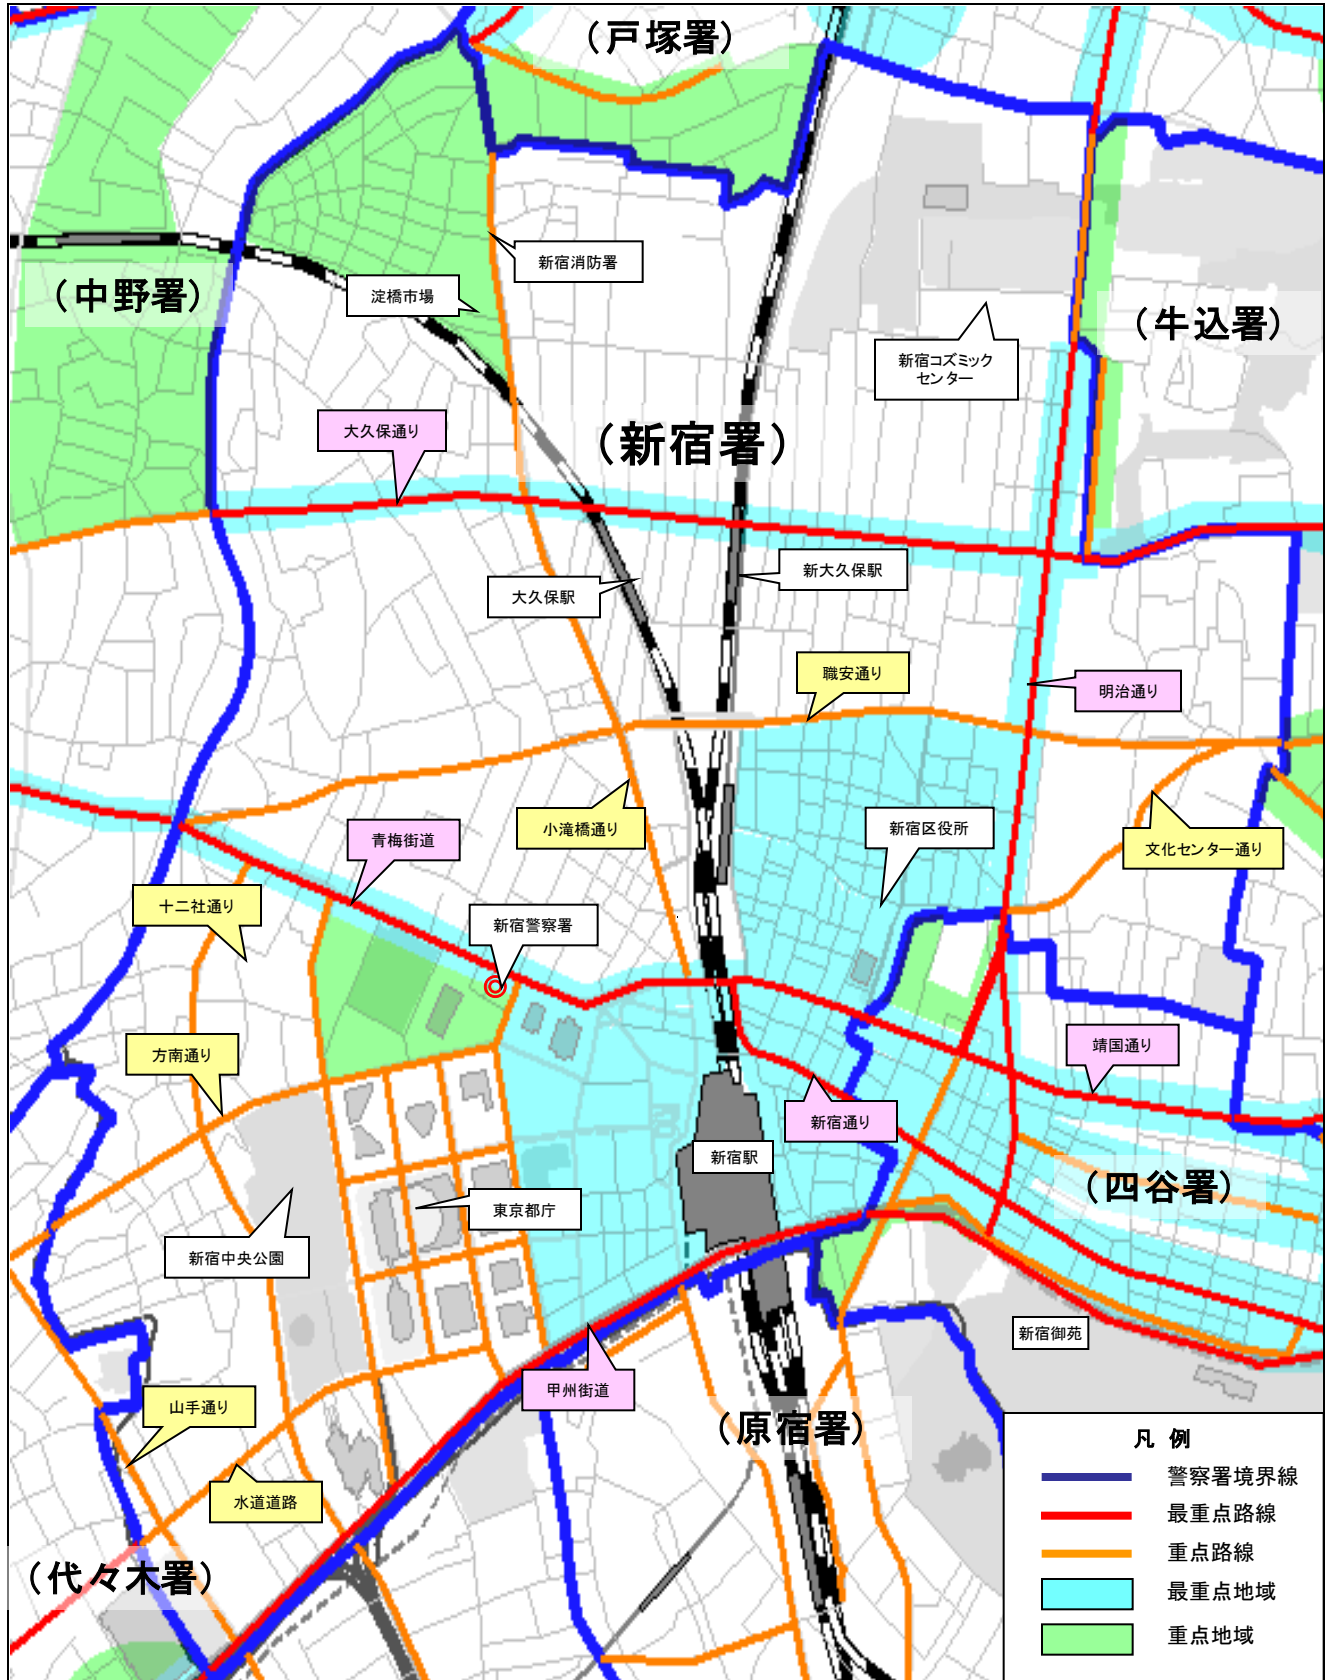 （戸塚署）
新宿消防署
淀橋市場
（中野署）
（牛込署）
新宿コズミック
センター
大久保通り
（新宿署）
新大久保駅
大久保駅
職安通り
明治通り
小滝橋通り
新宿区役所
青梅街道
文化センター通り
十二社通り
新宿警察署
方南通り
靖国通り
新宿通り
新宿駅
（四谷署）
東京都庁
新宿中央公園
新宿御苑
甲州街道
山手通り
（原宿署）
水道道路
（代々木署）
凡 例
警察署境界線
最重点路線
重点路線
最重点地域
重点地域